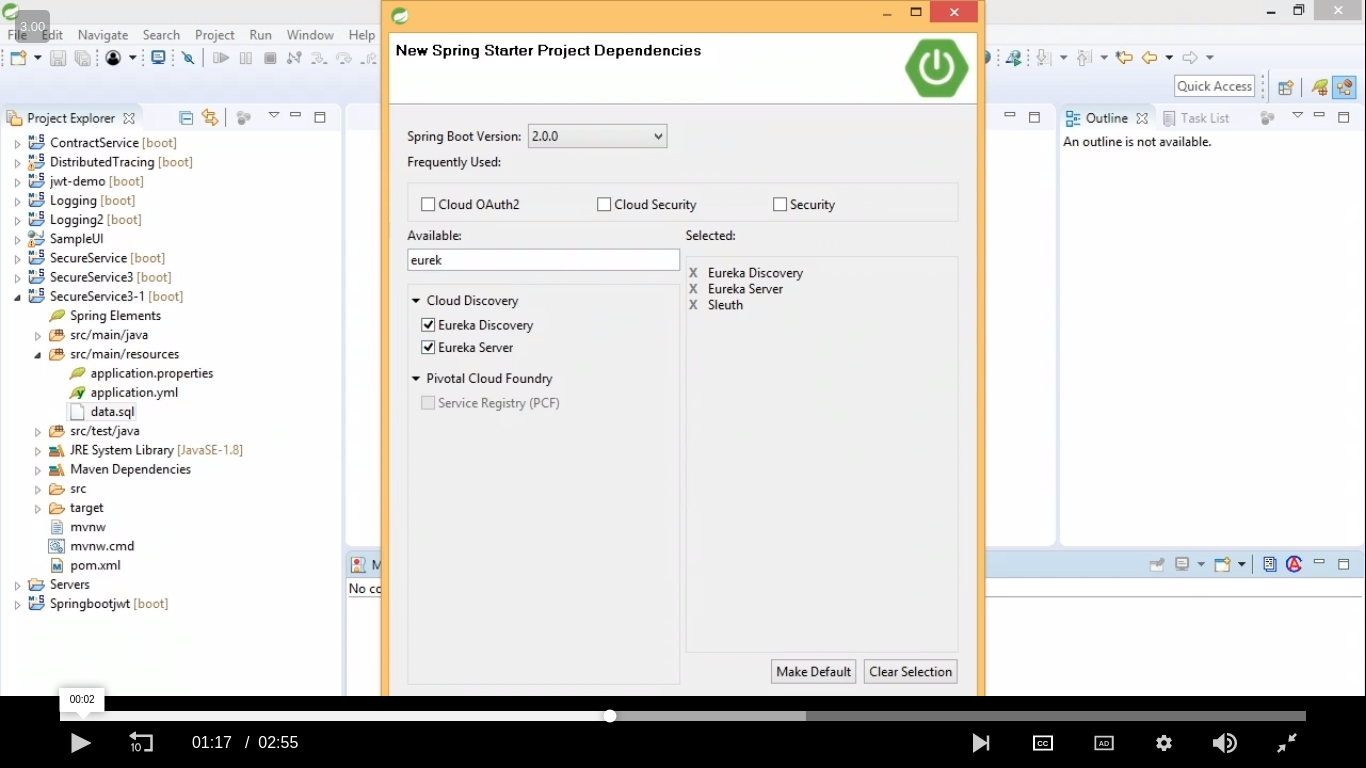 3.00
File Edit Navigate Search Project Run Window Help
New Spring Starter Project Dependencies
Quick Access
Project Explorer
Outline
Task List
An outline is not available.
ContractService [boot]
DistributedTracing [boot]
jwt-demo [boot]
Logging [boot]
Logging2 [boot]
SampleUI
SecureService [boot]
SecureService3 [boot]
SecureService3-1 [boot]
Spring Elements
src/main/java
src/main/resources
application.properties
application.yml
data.sql
src/test/java
JRE System Library [JavaSE-1.8]
Maven Dependencies
src
target
mvnw
mvnw.cmd
pom.xml
Servers
Springbootjwt [boot]
Spring Boot Version: 2.0.0
Frequently Used:
Cloud OAuth2 Cloud Security Security
Available:
Selected:
eurek
Cloud Discovery
Eureka Discovery
Eureka Server
Pivotal Cloud Foundry
Service Registry (PCF)
X Eureka Discovery
X Eureka Server
X Sleuth
Make Default Clear Selection
M
No co
00:02
10
01:17 / 02:55
CC
AD